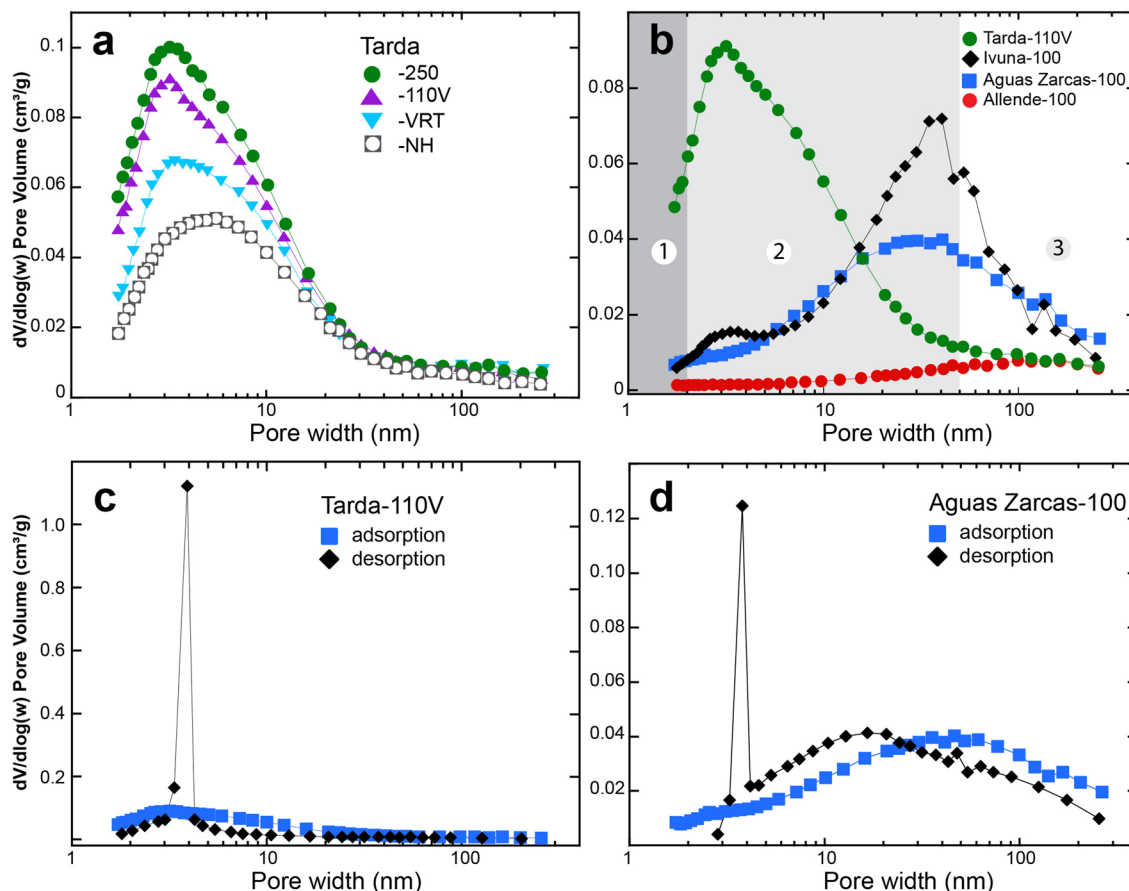 a
Tarda
-250
-110V
-VRT
-NH
dV/dlog(w) Pore Volume (cm³/g)
0.1
0.08
0.06
0.04
0.02
0
1
10
100
Pore width (nm)
b
Tarda-110V
Ivuna-100
Aguas Zarcas-100
Allende-100
0.08
0.06
0.04
0.02
0
1
2
3
1
10
100
Pore width (nm)
c
Tarda-110V
adsorption
desorption
dV/dlog(w) Pore Volume (cm³/g)
1.0
0.8
0.6
0.4
0.2
0
1
10
100
Pore width (nm)
d
Aguas Zarcas-100
adsorption
desorption
0.12
0.10
0.08
0.06
0.04
0.02
1
10
100
Pore width (nm)